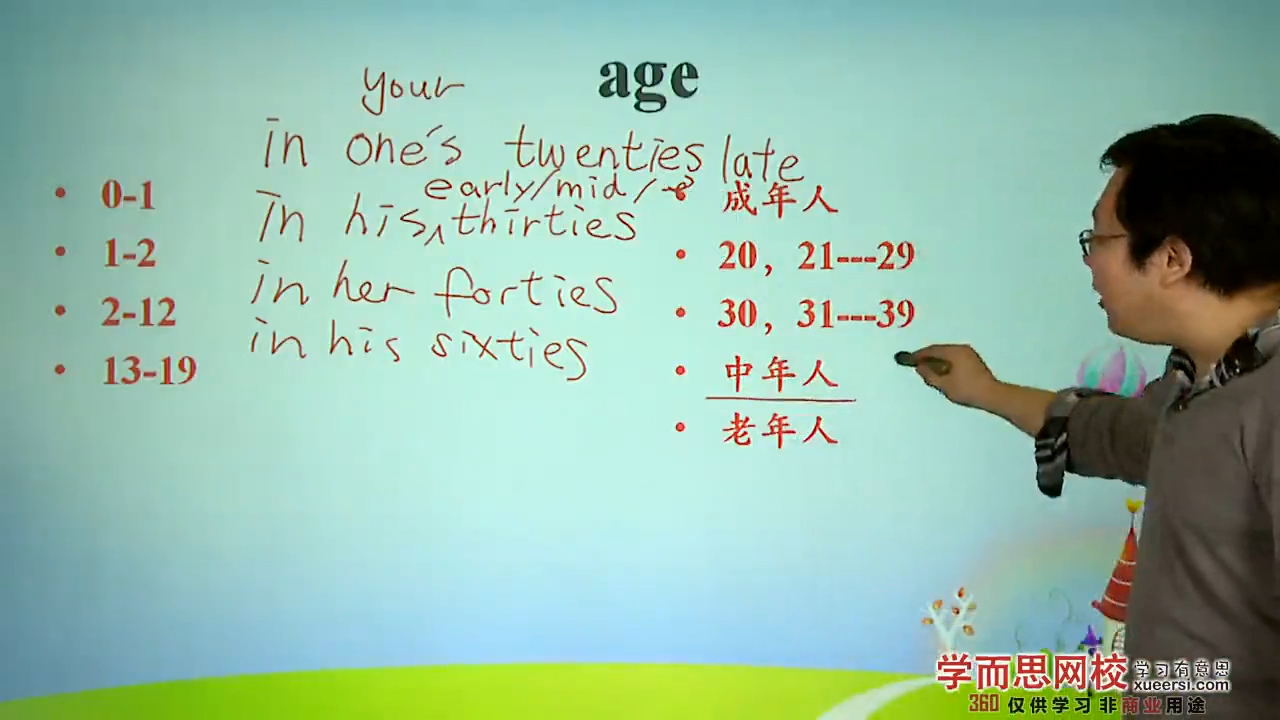 age
your
in one's twenties late
early/mid/
in his thirties
in her forties
in his sixties
0-1
1-2
2-12
13-19
成年人
20，21---29
30，31---39
中年人
老年人
学而思网校 学习有意思
xueersi.com
360 仅供学习 非商业用途